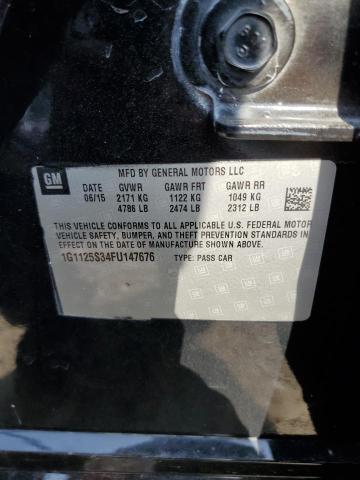 GM
MFD BY GENERAL MOTORS LLC
DATE GVWR GAWR FRT GAWR RR
06/15 2171 KG 1122 KG 1049 KG
4786 LB 2474 LB 2312 LB
THIS VEHICLE CONFORMS TO ALL APPLICABLE U.S. FEDERAL MOTOR
VEHICLE SAFETY, BUMPER, AND THEFT PREVENTION STANDARDS IN
EFFECT ON THE DATE OF MANUFACTURE SHOWN ABOVE.
1G1125S34FU147676 TYPE: PASS CAR